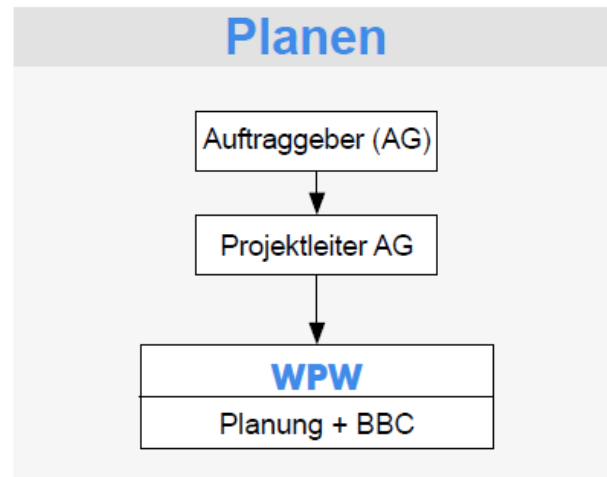 Planen
Auftraggeber (AG)
Projektleiter AG
WPW
Planung + BBC